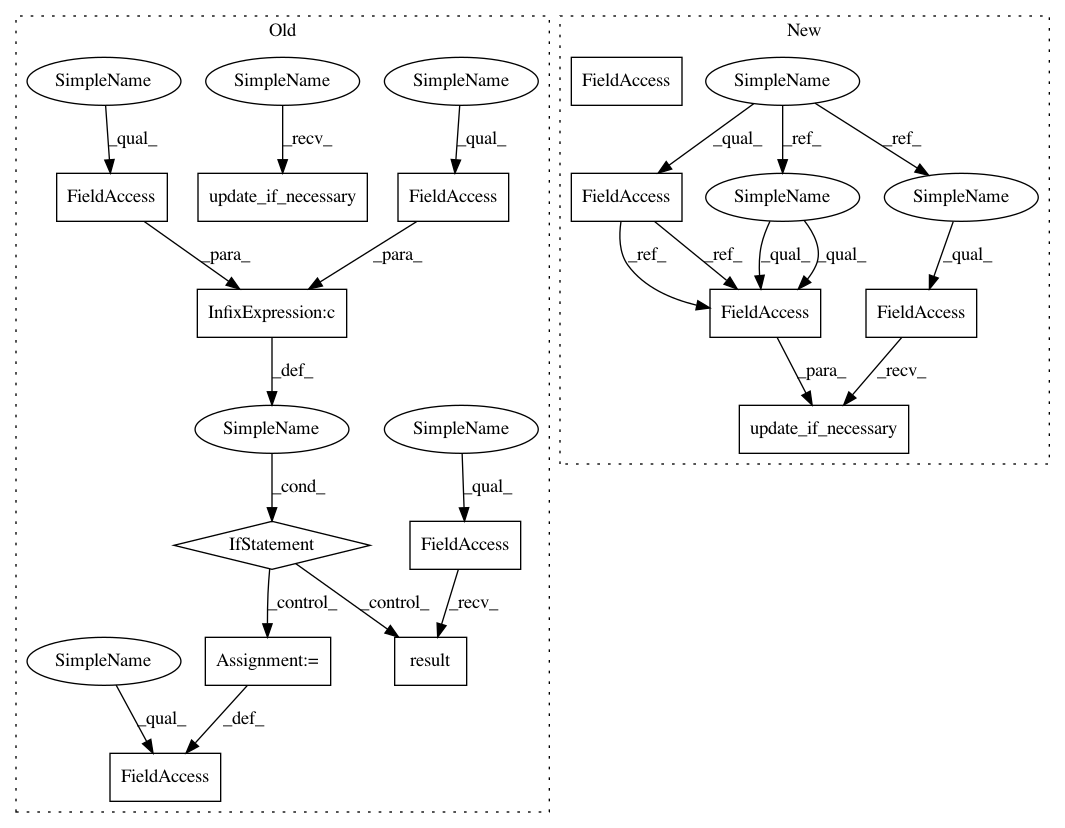 Old
New
SimpleName
SimpleName
SimpleName
FieldAccess
SimpleName
_qual_
_recv_
_qual_
_qual_
_ref_
_ref_
FieldAccess
update_if_necessary
FieldAccess
FieldAccess
SimpleName
SimpleName
_para_
_para_
_ref_
_ref_
_qual_
_qual_
_qual_
InfixExpression:c
FieldAccess
FieldAccess
_def_
_para_
_recv_
SimpleName
SimpleName
update_if_necessary
_cond_
_qual_
IfStatement
FieldAccess
_control_
_control_
_recv_
SimpleName
Assignment:=
result
_qual_
_def_
FieldAccess